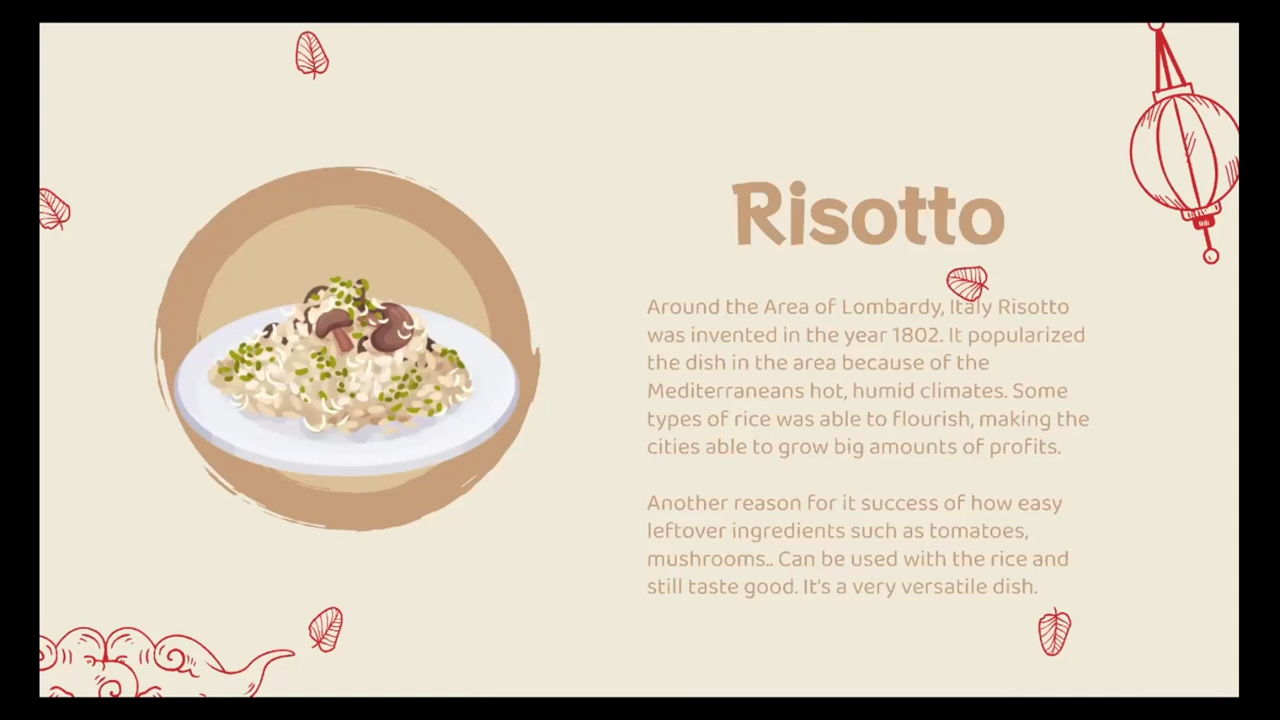 Risotto
Around the Area of Lombardy, Italy Risotto
was invented in the year 1802. It popularized
the dish in the area because of the
Mediterraneans hot, humid climates. Some
types of rice was able to flourish, making the
cities able to grow big amounts of profits.
Another reason for it success of how easy
leftover ingredients such as tomatoes,
mushrooms.. Can be used with the rice and
still taste good. It's a very versatile dish.